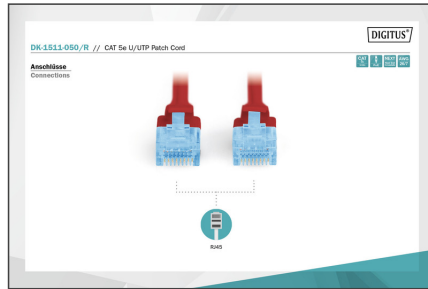 DIGITUS®
DK-1511-050/R // CAT 5e U/UTP Patch Cord
Anschlüsse
Connections
RJ45